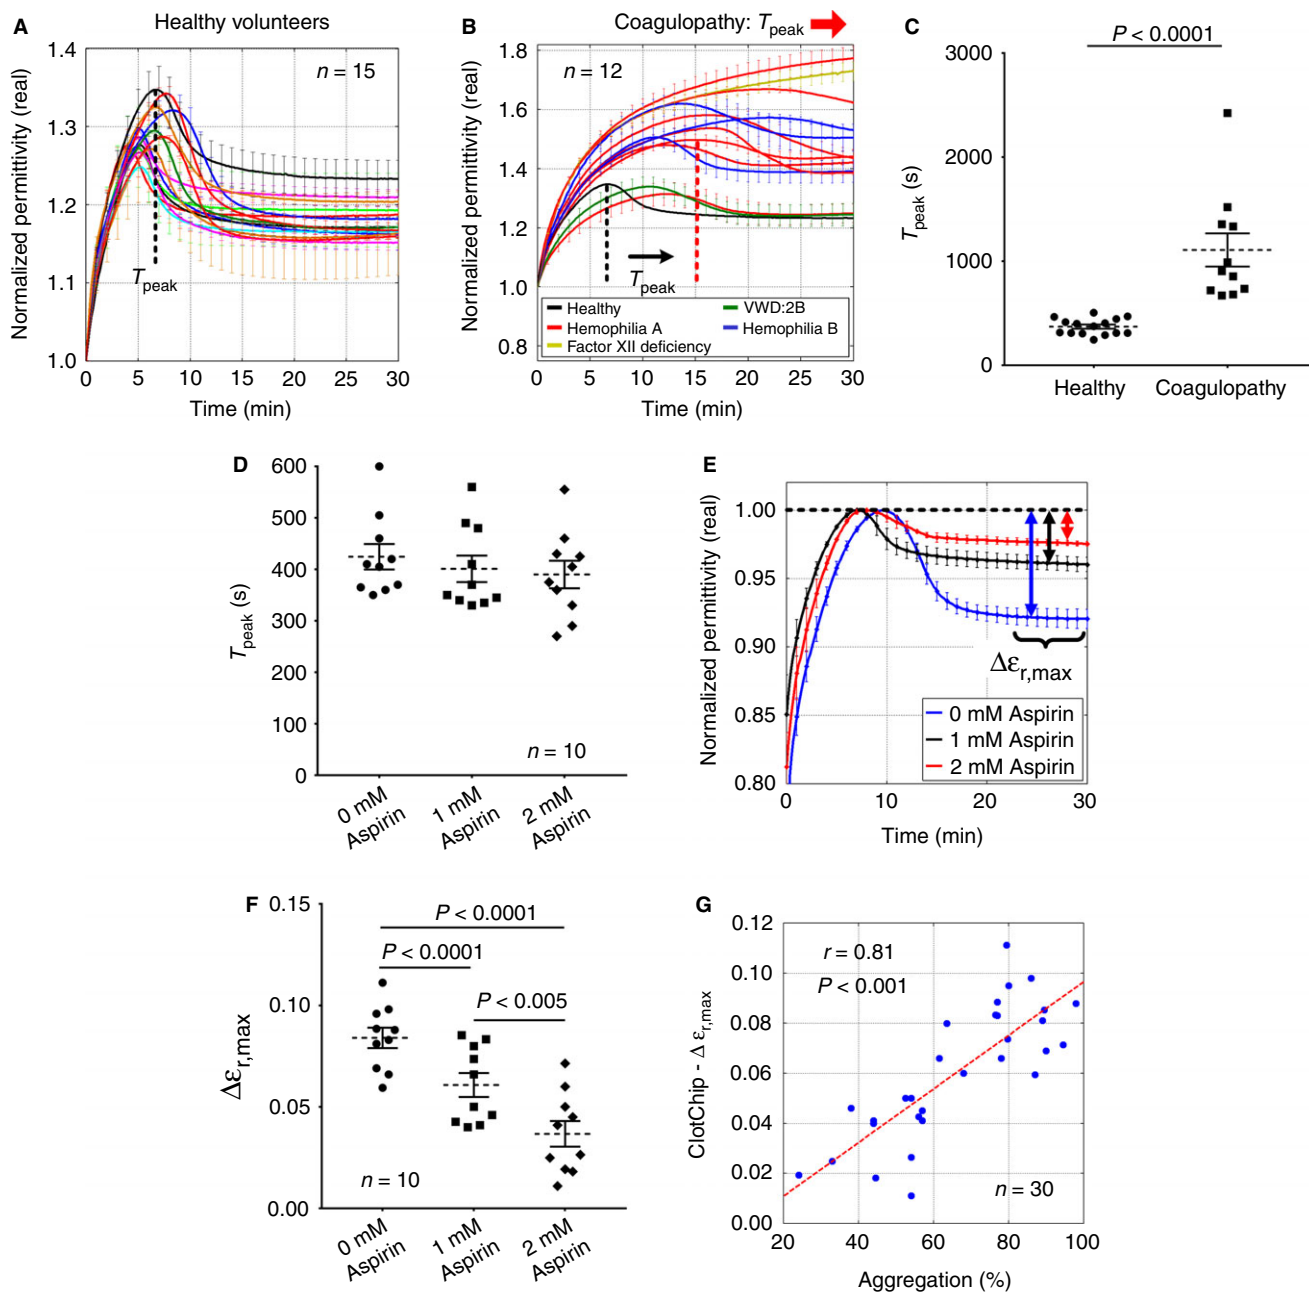 A
Healthy volunteers
Normalized permittivity (real)
1.4
1.3
1.2
1.1
1.0
n = 15
Tpeak
0 5 10 15 20 25 30
Time (min)
B
Coagulopathy: Tpeak
Normalized permittivity (real)
1.8
1.6
1.4
1.2
1.0
0.8
n = 12
Tpeak
Healthy
Hemophilia A
Factor XII deficiency
VWD:2B
Hemophilia B
0 5 10 15 20 25 30
Time (min)
C
P < 0.0001
Tpeak (s)
3000
2000
1000
0
Healthy Coagulopathy
D
Tpeak (s)
600
500
400
300
200
100
0
n = 10
0 mM Aspirin
1 mM Aspirin
2 mM Aspirin
E
Normalized permittivity (real)
1.00
0.95
0.90
0.85
0.80
Δεr,max
0 mM Aspirin
1 mM Aspirin
2 mM Aspirin
0 10 20 30
Time (min)
F
Δεr,max
0.15
0.10
0.05
0.00
P < 0.0001
P < 0.0001
P < 0.005
n = 10
0 mM Aspirin
1 mM Aspirin
2 mM Aspirin
G
ClotChip - Δ εr,max
0.12
0.10
0.08
0.06
0.04
0.02
0.00
r = 0.81
P < 0.001
n = 30
20 40 60 80 100
Aggregation (%)